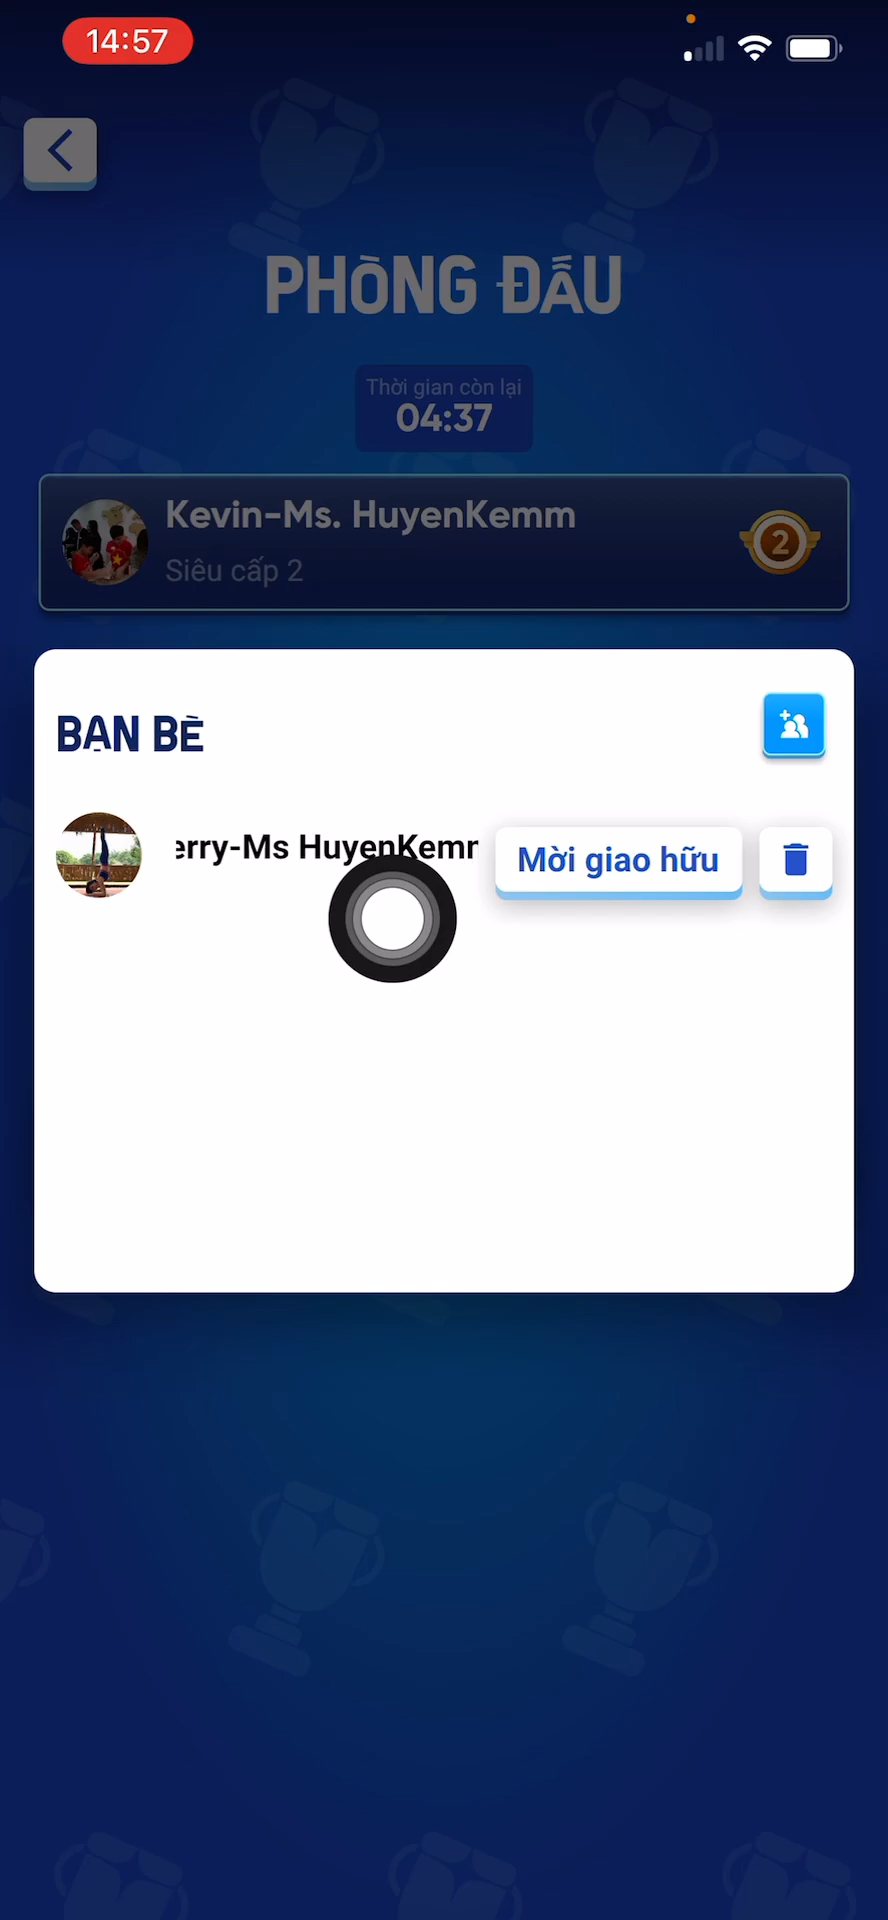 14:57
PHÒNG ĐẤU
Thời gian còn lại
04:37
Kevin-Ms. HuyenKemm
Siêu cấp 2
2
BẠN BÈ
erry-Ms HuyenKem
Mời giao hữu